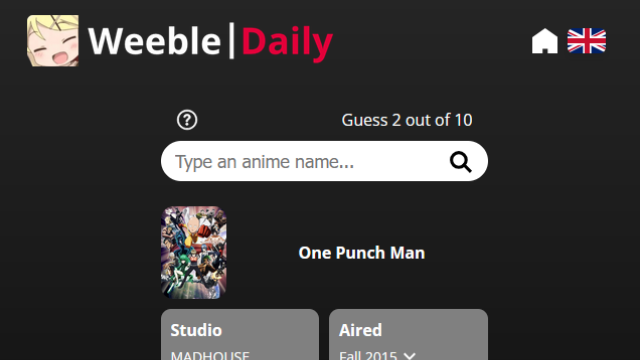 Weeble|Daily
Guess 2 out of 10
Type an anime name...
One Punch Man
Studio
Aired
MADHOUSE
Fall 2015